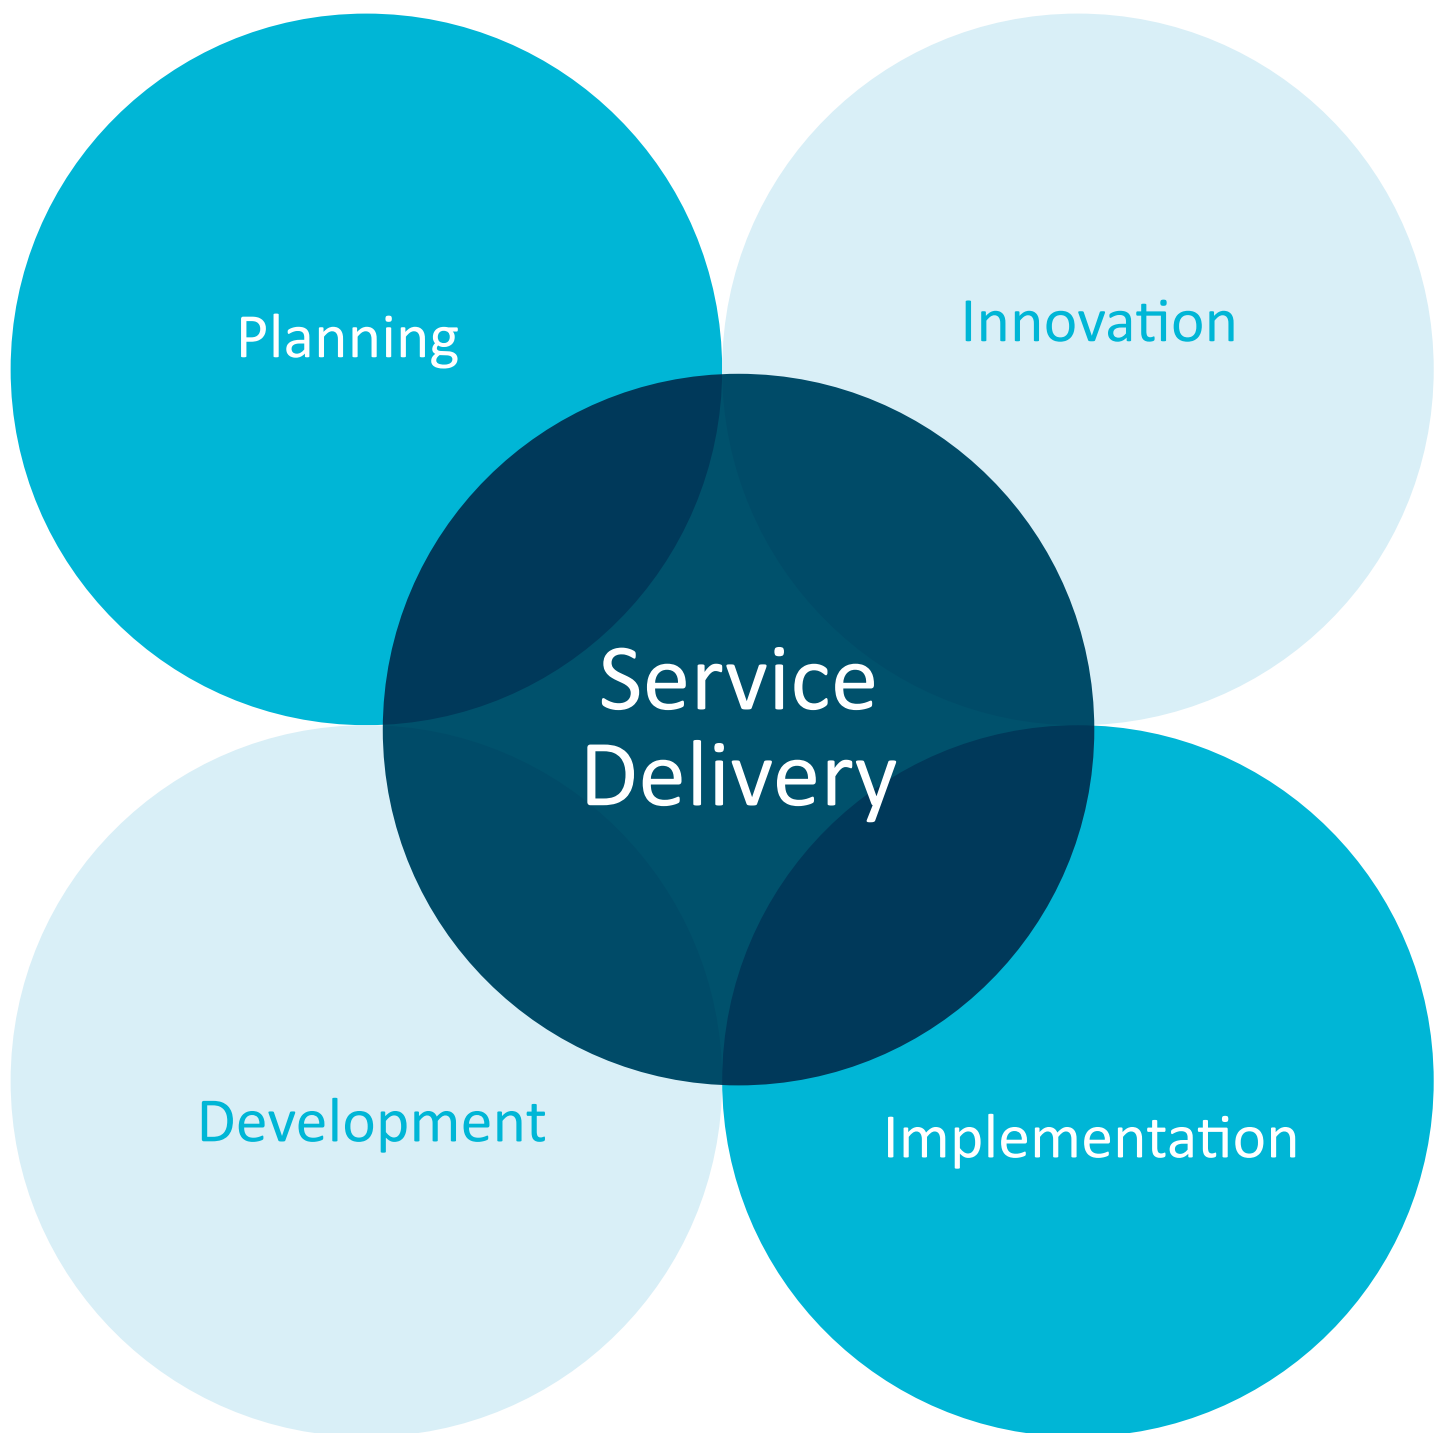 Planning
Innovation
Service
Delivery
Development
Implementation